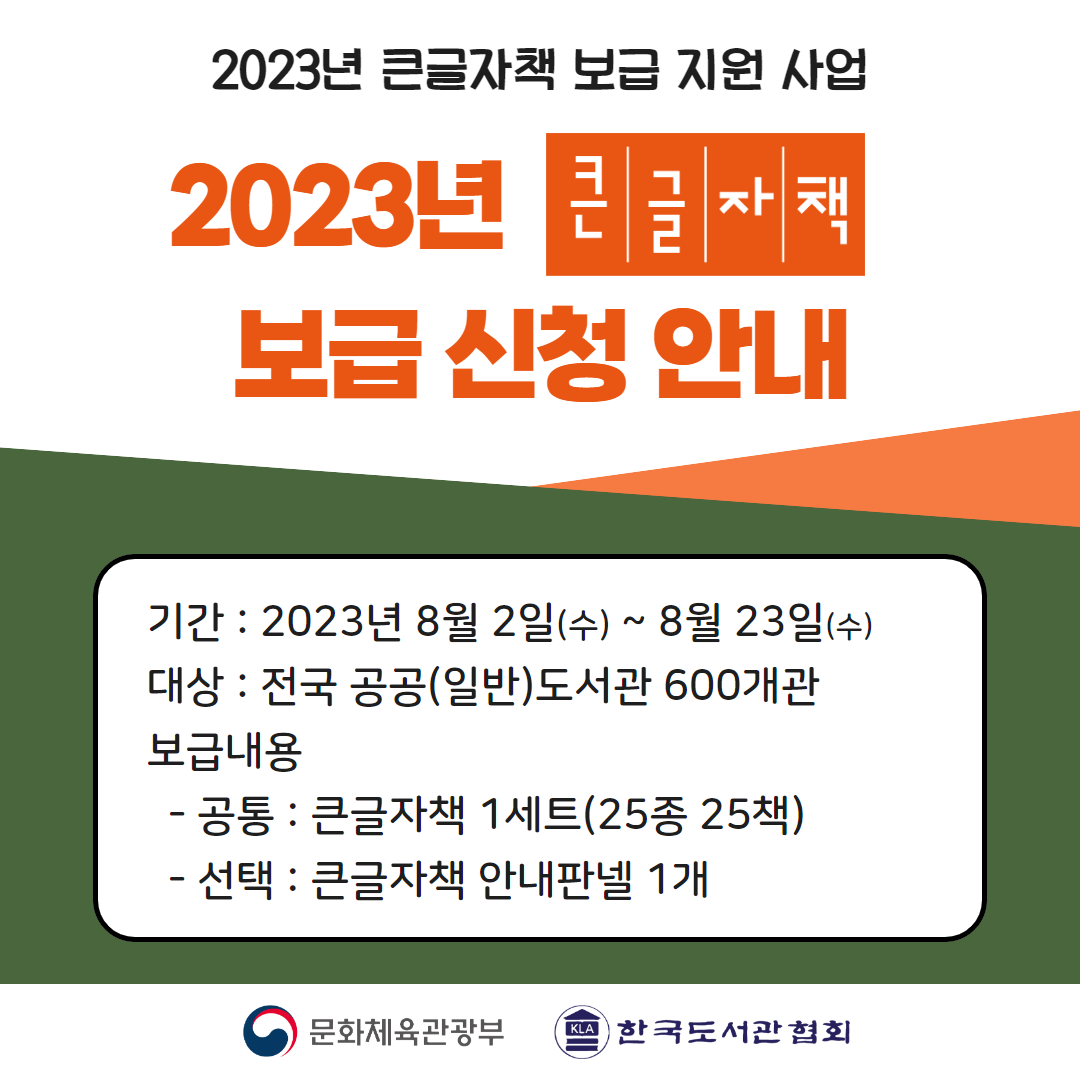 2023년 큰글자책 보급 지원 사업
2023년 큰글자책
보급 신청 안내
기간 : 2023년 8월 2일(수) ~ 8월 23일(수)
대상 : 전국 공공(일반)도서관 600개관
보급내용
- 공통 : 큰글자책 1세트(25종 25책)
- 선택 : 큰글자책 안내판넬 1개
문화체육관광부 KLA 한국도서관협회